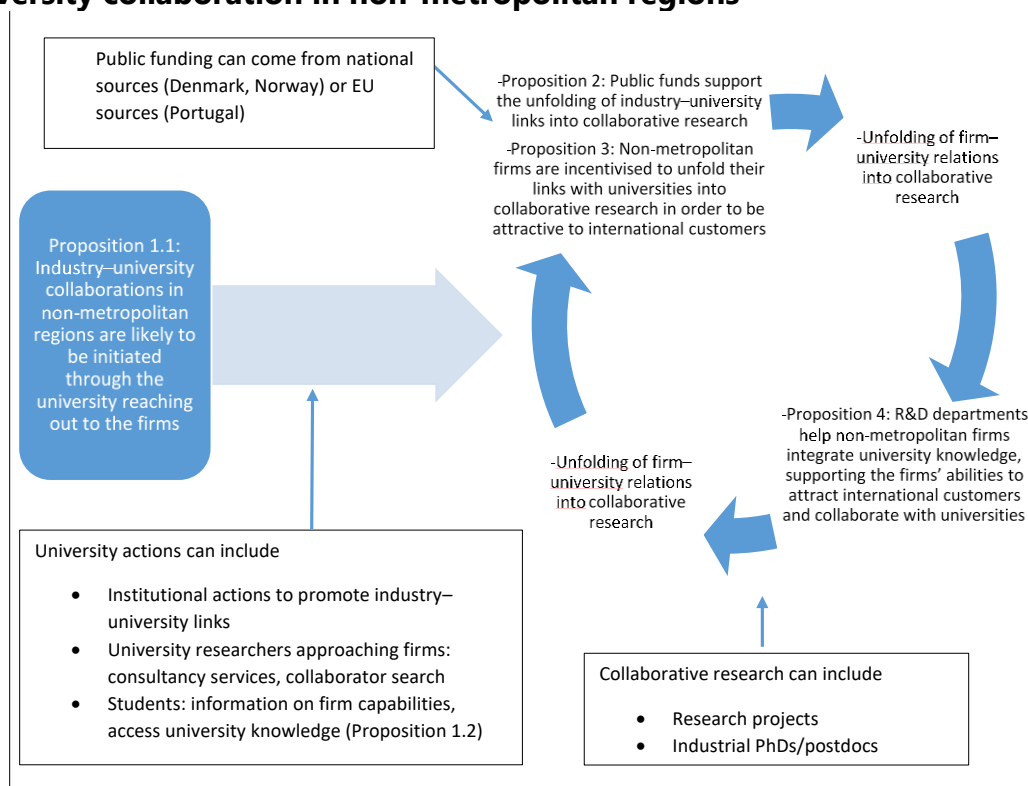 versity collaboration in non-metropolitan regions
Public funding can come from national
sources (Denmark, Norway) or EU
sources (Portugal)
-Proposition 2: Public funds support
the unfolding of industry–university
links into collaborative research
-Proposition 3: Non-metropolitan
firms are incentivised to unfold their
links with universities into
collaborative research in order to be
attractive to international customers
-Unfolding of firm–
university relations
into collaborative
research
Proposition 1.1:
Industry–university
collaborations in
non-metropolitan
regions are likely to
be initiated
through the
university reaching
out to the firms
-Proposition 4: R&D departments
help non-metropolitan firms
integrate university knowledge,
supporting the firms’ abilities to
attract international customers
and collaborate with universities
-Unfolding of firm–
university relations
into collaborative
research
University actions can include
• Institutional actions to promote industry–
university links
• University researchers approaching firms:
consultancy services, collaborator search
• Students: information on firm capabilities,
access university knowledge (Proposition 1.2)
Collaborative research can include
• Research projects
• Industrial PhDs/postdocs